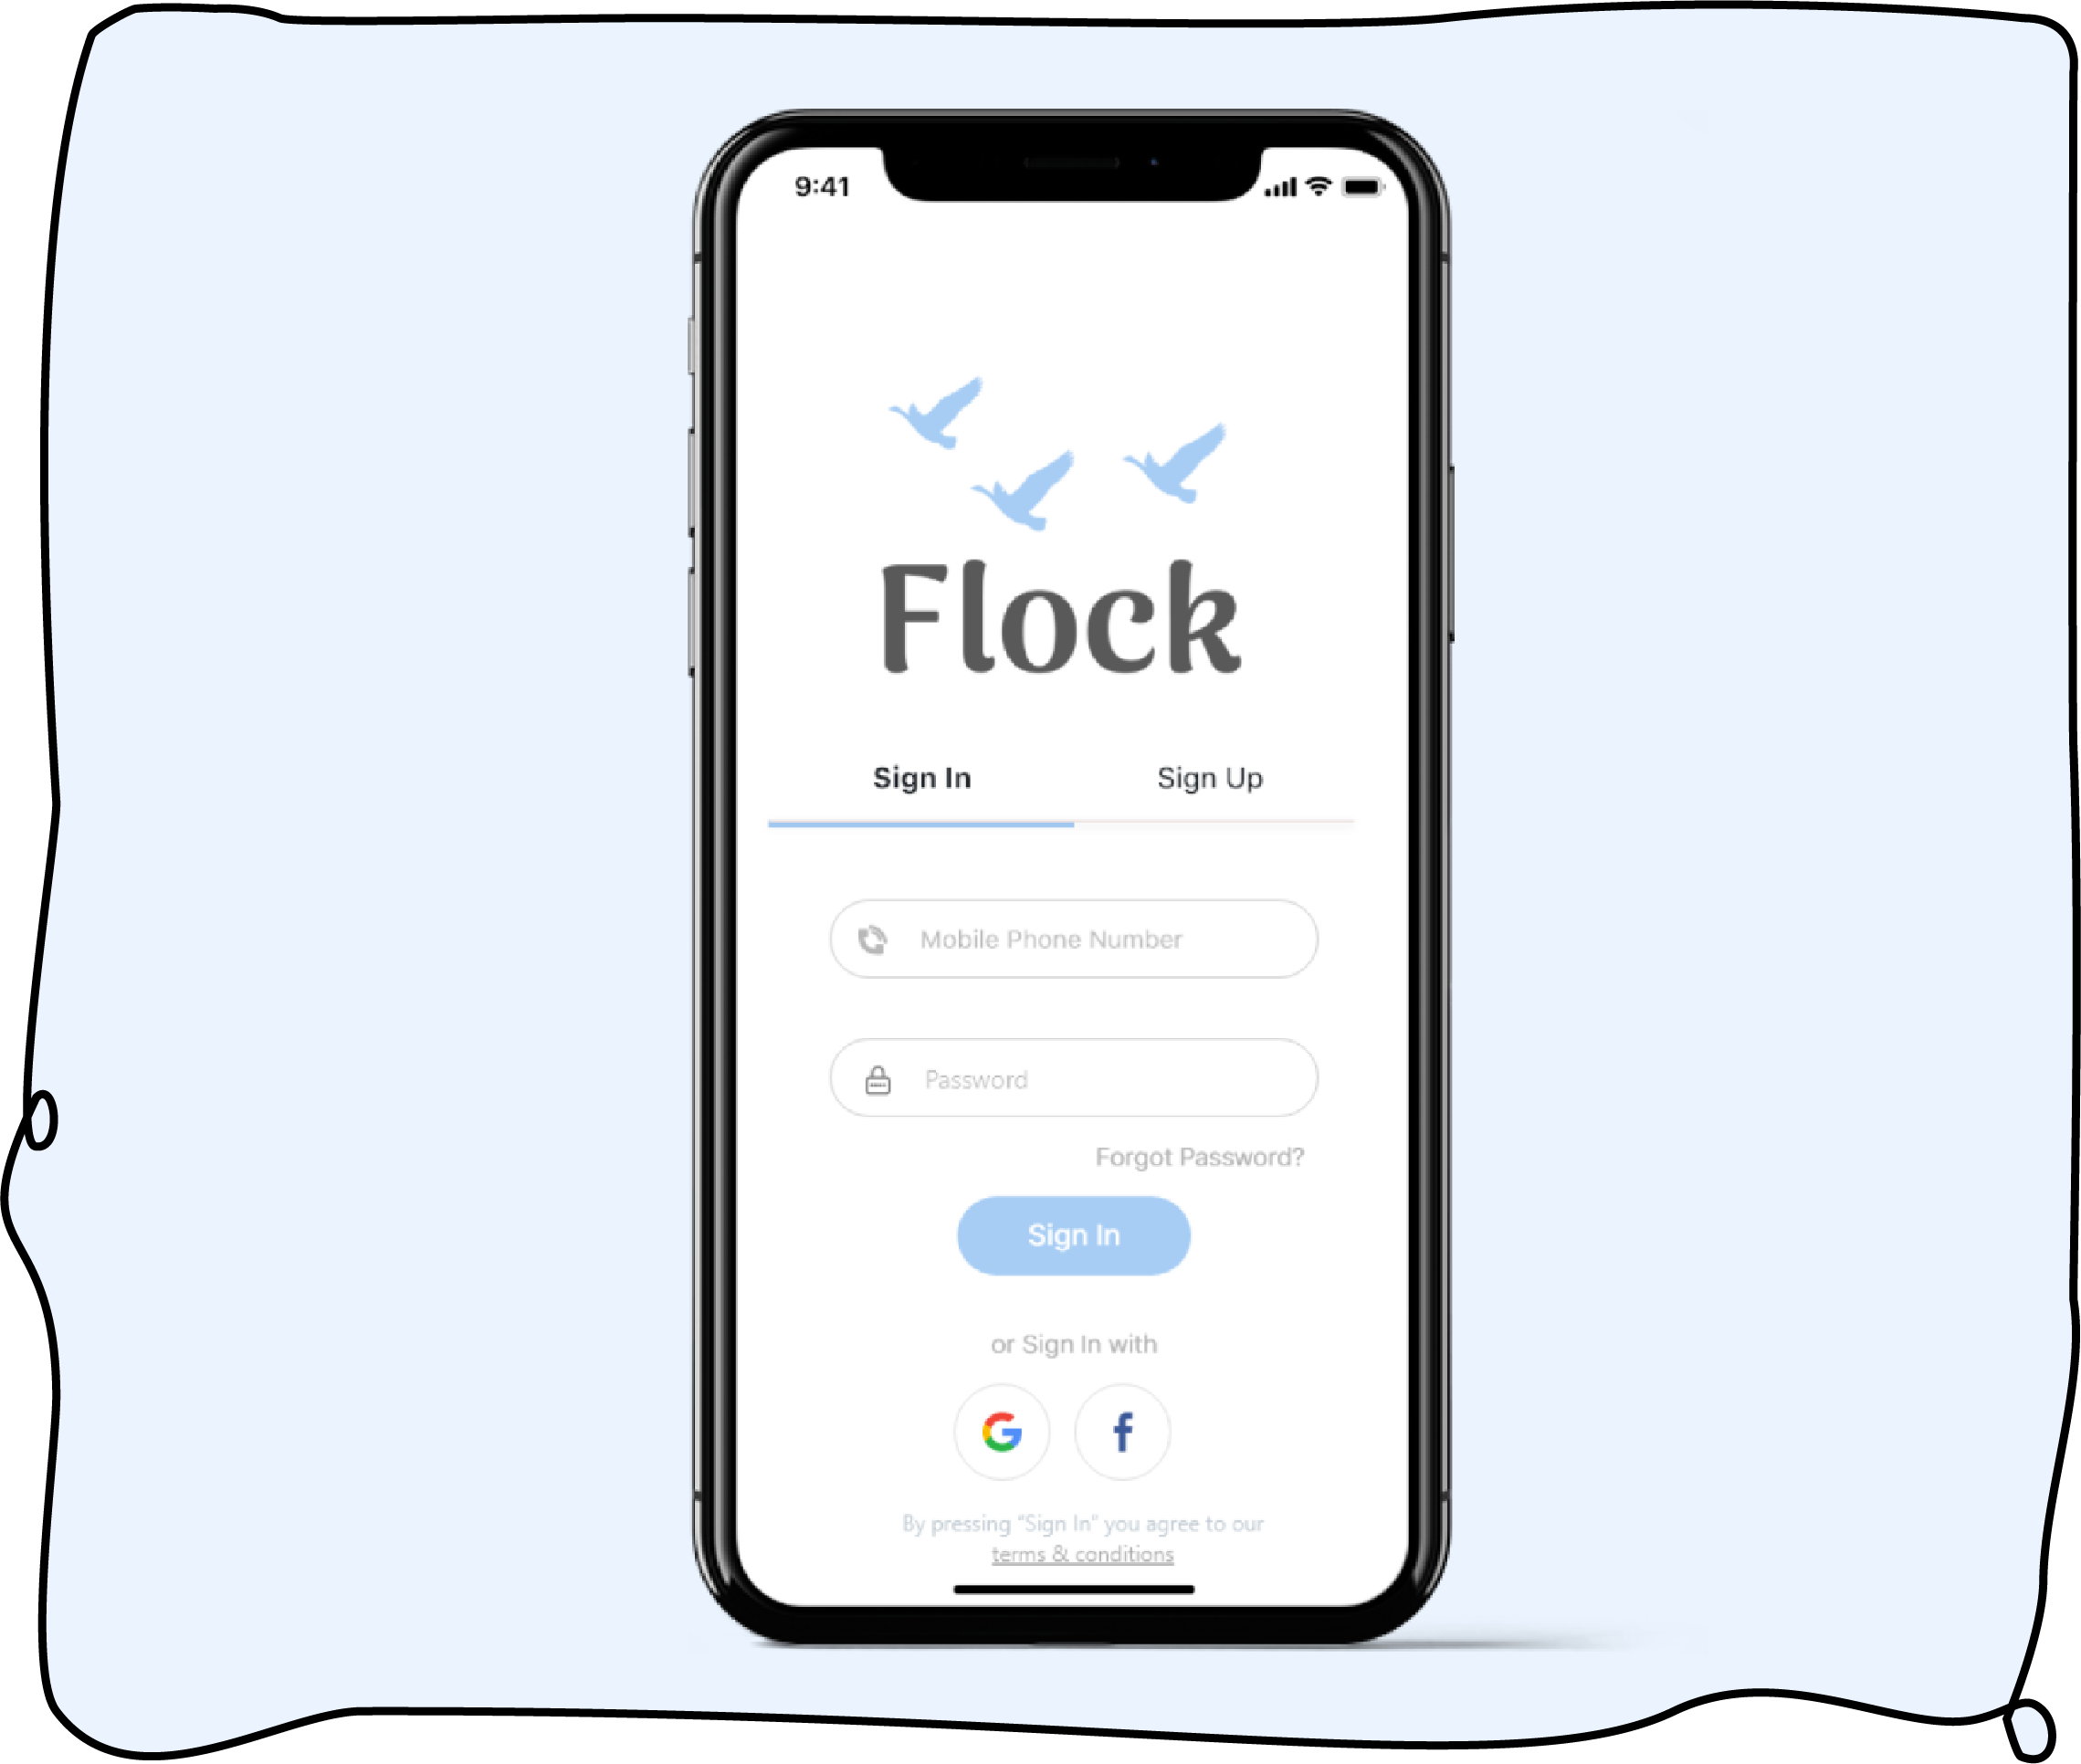 9:41
Flock
Sign In Sign Up
Mobile Phone Number
Password
Forgot Password?
Sign In
or Sign In with
G f
By pressing “Sign In” you agree to our
terms & conditions